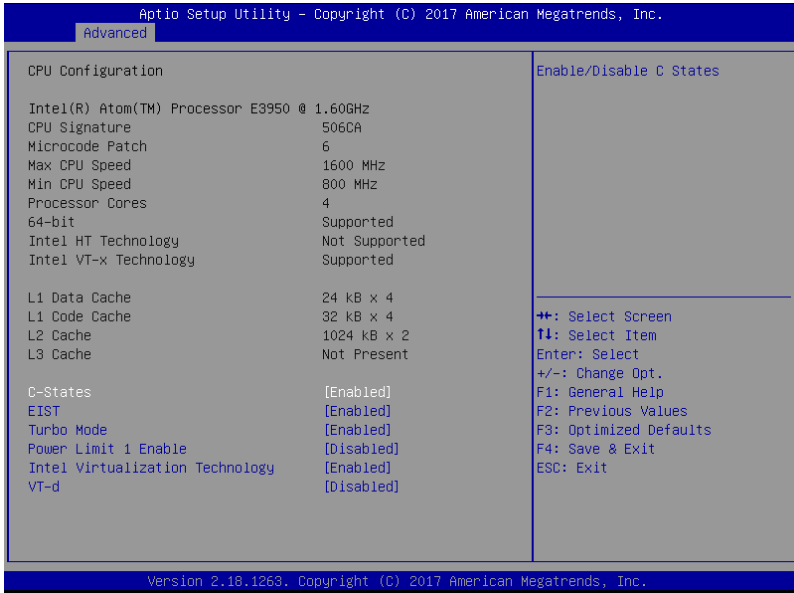 Aptio Setup Utility – Copyright (C) 2017 American Megatrends, Inc.
Advanced
CPU Configuration
Intel(R) Atom(TM) Processor E3950 @ 1.60GHz
CPU Signature 506CA
Microcode Patch 6
Max CPU Speed 1600 MHz
Min CPU Speed 800 MHz
Processor Cores 4
64-bit Supported
Intel HT Technology Not Supported
Intel VT-x Technology Supported
L1 Data Cache 24 kB x 4
L1 Code Cache 32 kB x 4
L2 Cache 1024 kB x 2
L3 Cache Not Present
C-States [Enabled]
EIST [Enabled]
Turbo Mode [Enabled]
Power Limit 1 Enable [Disabled]
Intel Virtualization Technology [Enabled]
VT-d [Disabled]
Enable/Disable C States
→←: Select Screen
↑↓: Select Item
Enter: Select
+/-: Change Opt.
F1: General Help
F2: Previous Values
F3: Optimized Defaults
F4: Save & Exit
ESC: Exit
Version 2.18.1263. Copyright (C) 2017 American Megatrends, Inc.